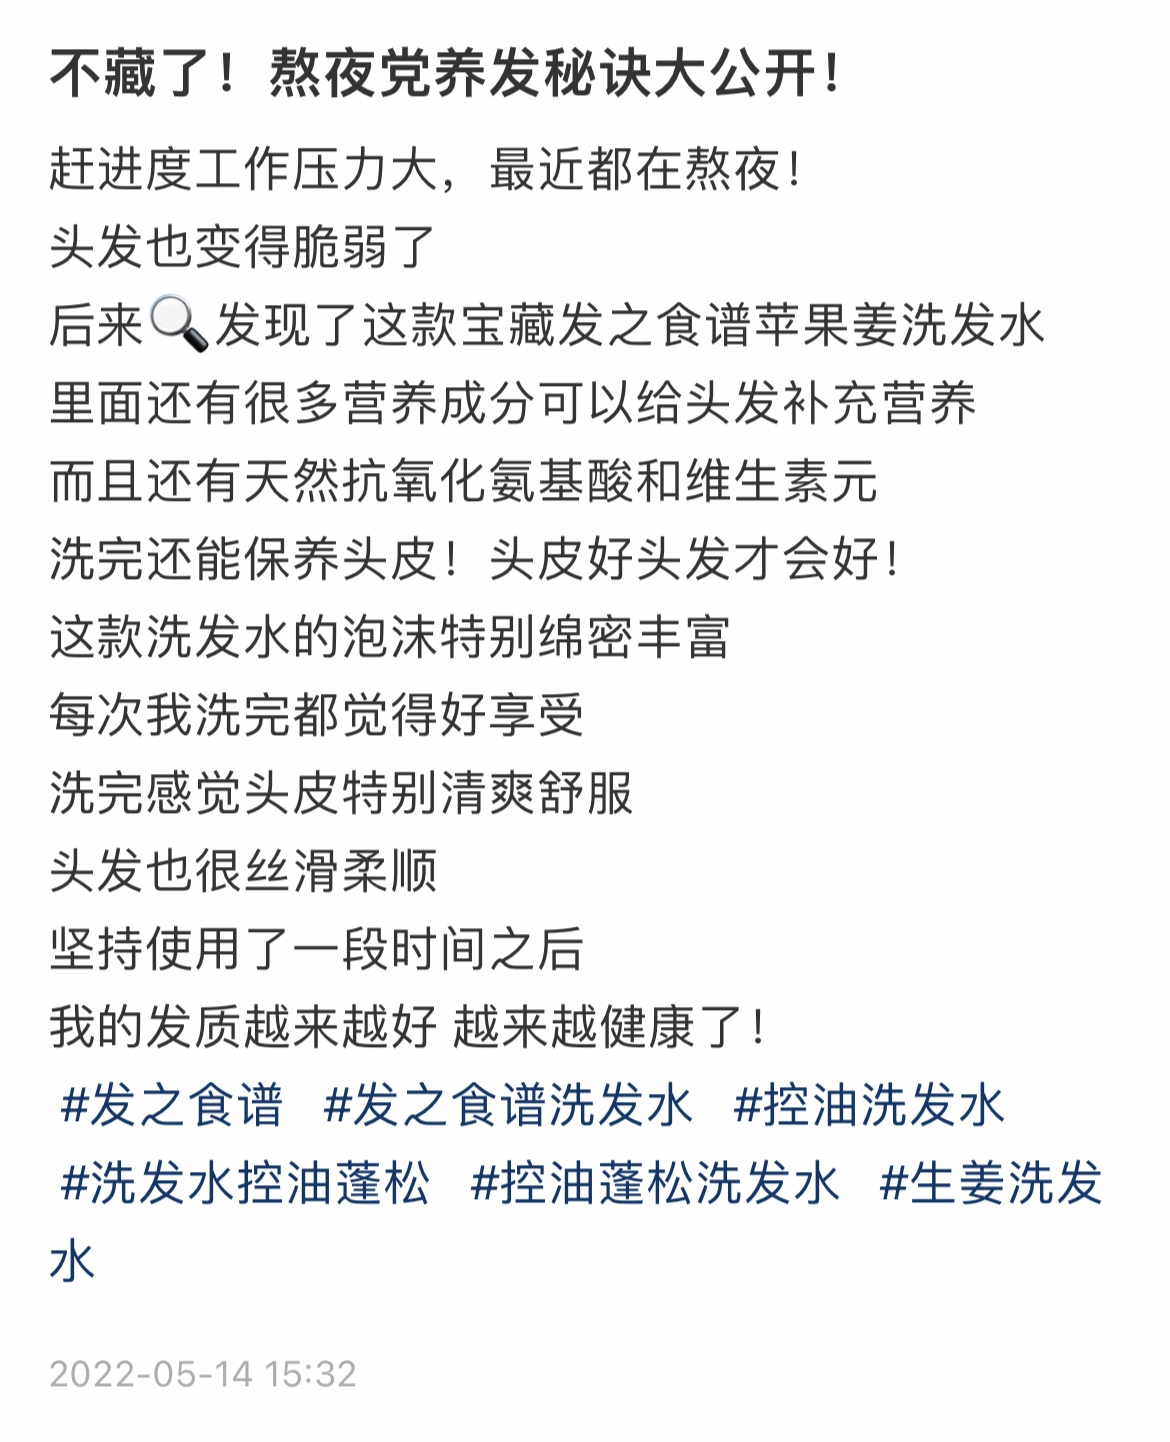 不藏了！熬夜党养发秘诀大公开！
赶进度工作压力大，最近都在熬夜！
头发也变得脆弱了
后来🔍发现了这款宝藏发之食谱苹果姜洗发水
里面还有很多营养成分可以给头发补充营养
而且还有天然抗氧化氨基酸和维生素元
洗完还能保养头皮！头皮好头发才会好！
这款洗发水的泡沫特别绵密丰富
每次我洗完都觉得好享受
洗完感觉头皮特别清爽舒服
头发也很丝滑柔顺
坚持使用了一段时间之后
我的发质越来越好 越来越健康了！
#发之食谱 #发之食谱洗发水 #控油洗发水
#洗发水控油蓬松 #控油蓬松洗发水 #生姜洗发
水
2022-05-14 15:32